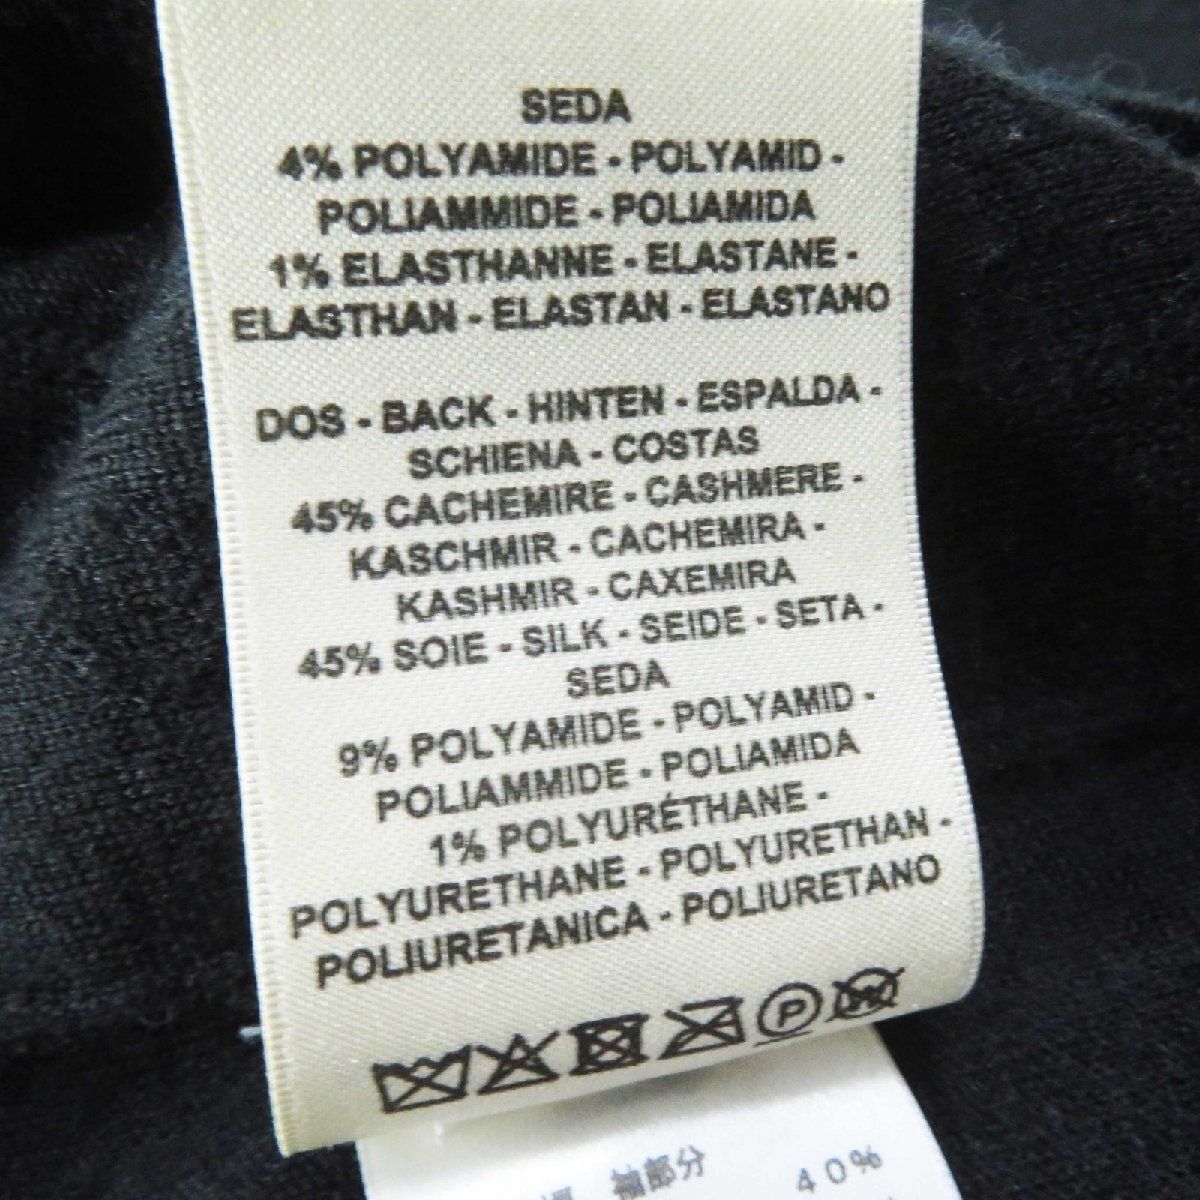 SEDA
4% POLYAMIDE - POLYAMID -
POLIAMMIDE - POLIAMIDA
1% ELASTHANNE - ELASTANE -
ELASTHAN - ELASTAN - ELASTANO
DOS - BACK - HINTEN - ESPALDA -
SCHIENA - COSTAS
45% CACHEMIRE - CASHMERE -
KASCHMIR - CACHEMIRA -
KASHMIR - CAXEMIRA
45% SOIE - SILK - SEIDE - SETA -
SEDA
9% POLYAMIDE - POLYAMID -
POLIAMMIDE - POLIAMIDA
1% POLYURÉTHANE -
POLYURETHANE - POLYURETHAN -
POLIURETANICA - POLIURETANO
P W
袖部分 40%